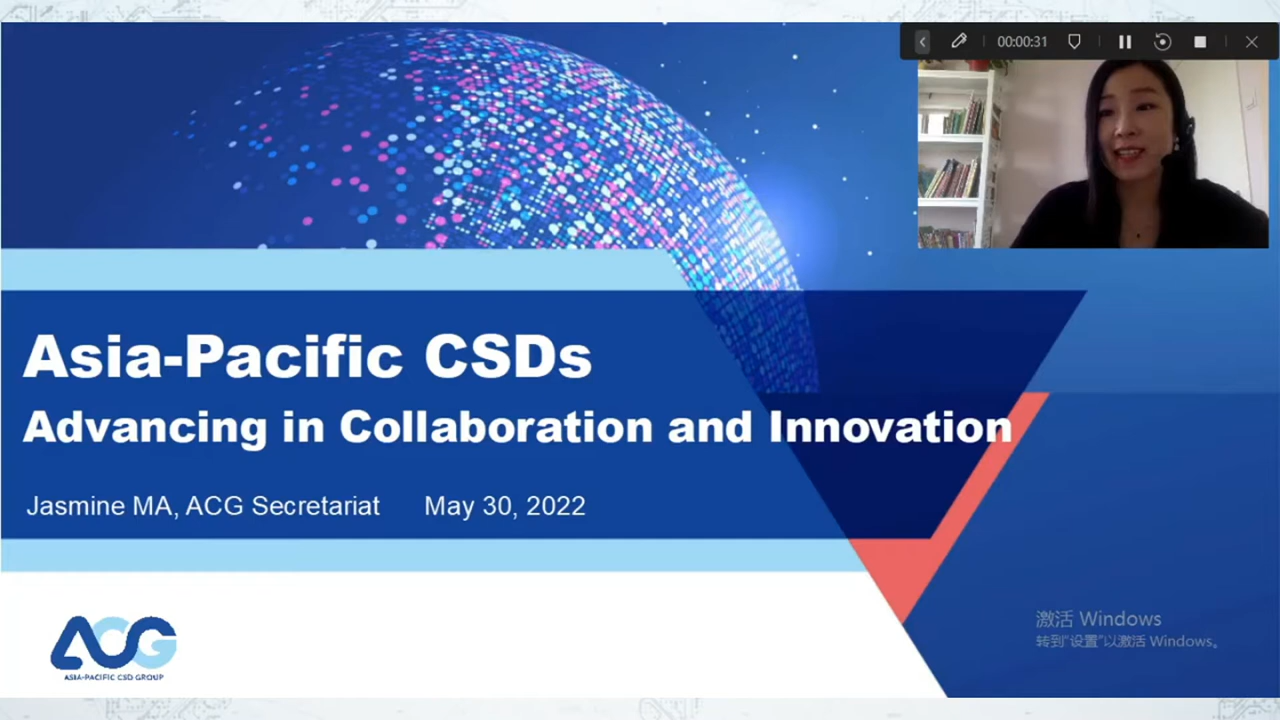 00:00:31
Asia-Pacific CSDs
Advancing in Collaboration and Innovation
Jasmine MA, ACG Secretariat May 30, 2022
ACG
ASIA-PACIFIC CSD GROUP
激活 Windows
转到“设置”以激活 Windows。